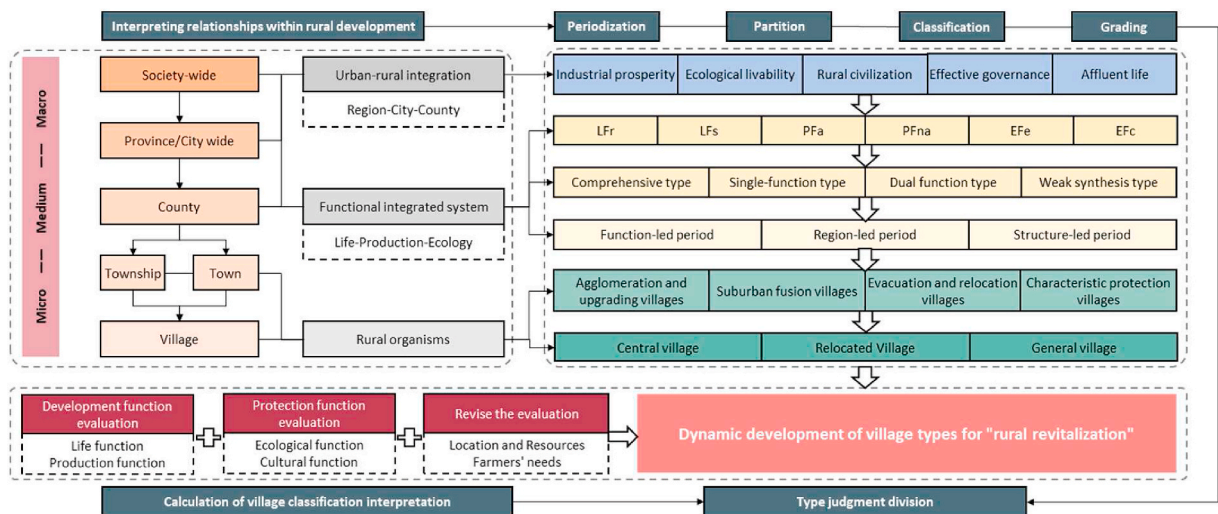 Interpreting relationships within rural development
Periodization
Partition
Classification
Grading
Macro —— Medium —— Micro
Society-wide
Province/City wide
County
Township
Town
Village
Urban-rural integration
Region-City-County
Functional integrated system
Life-Production-Ecology
Rural organisms
Industrial prosperity
Ecological livability
Rural civilization
Effective governance
Affluent life
LFr
LFs
PFa
PFna
EFe
EFc
Comprehensive type
Single-function type
Dual function type
Weak synthesis type
Function-led period
Region-led period
Structure-led period
Agglomeration and
upgrading villages
Suburban fusion villages
Evacuation and relocation
villages
Characteristic protection
villages
Central village
Relocated Village
General village
Development function
evaluation
Life function
Production function
Protection function
evaluation
Ecological function
Cultural function
Revise the evaluation
Location and Resources
Farmers' needs
Dynamic development of village types for "rural revitalization"
Calculation of village classification interpretation
Type judgment division